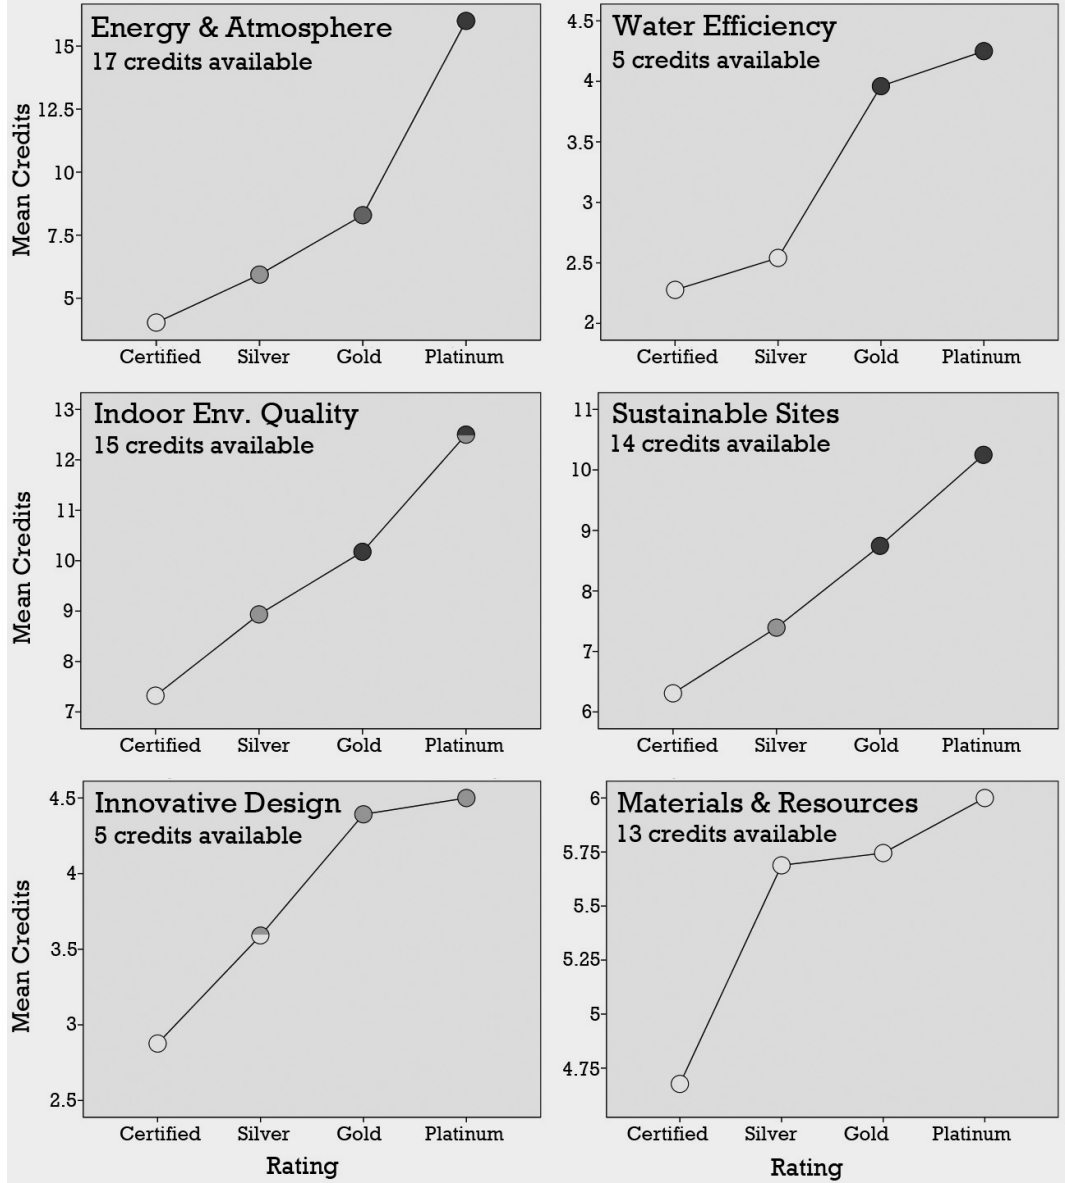 Energy & Atmosphere
17 credits available
Mean Credits
15
12.5
10
7.5
5
Certified Silver Gold Platinum
Water Efficiency
5 credits available
4.5
4
3.5
3
2.5
2
Certified Silver Gold Platinum
Indoor Env. Quality
15 credits available
Mean Credits
13
12
11
10
9
8
7
Certified Silver Gold Platinum
Sustainable Sites
14 credits available
11
10
9
8
7
6
Certified Silver Gold Platinum
Innovative Design
5 credits available
Mean Credits
4.5
4
3.5
3
2.5
Certified Silver Gold Platinum
Rating
Materials & Resources
13 credits available
6
5.75
5.5
5.25
5
4.75
Certified Silver Gold Platinum
Rating